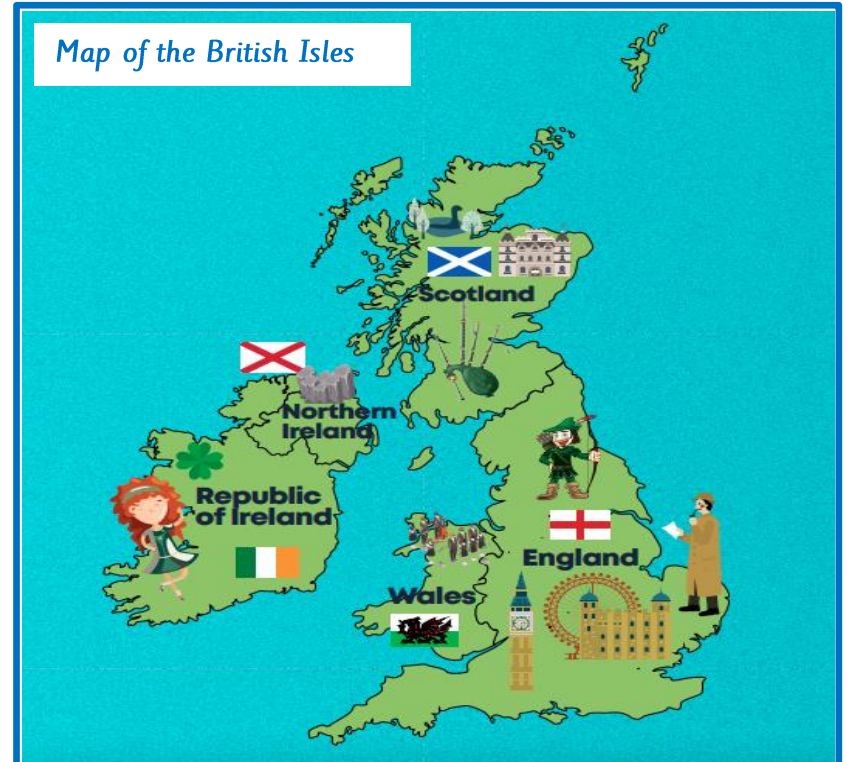 Map of the British Isles
Scotland
Northern
Ireland
Republic
of Ireland
England
Wales